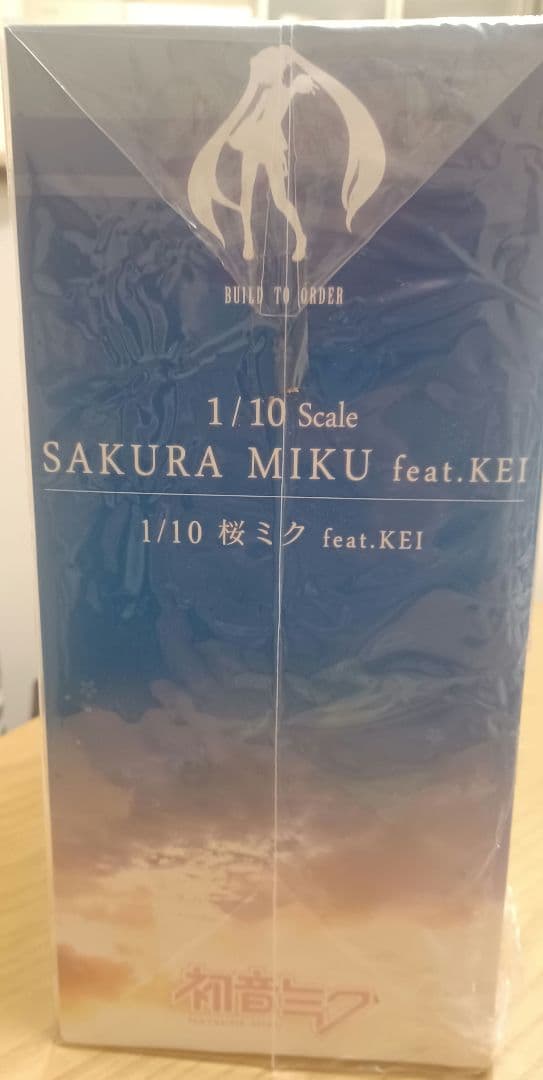 BUILD TO ORDER
1/10 Scale
SAKURA MIKU feat.KEI
1/10 桜ミク feat.KEI
初音ミク